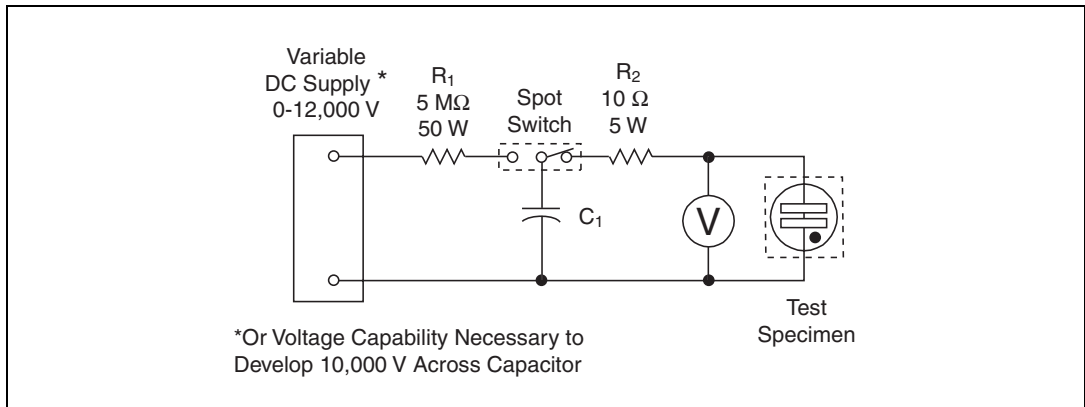 Variable
DC Supply *
0-12,000 V
R1
5 MΩ
50 W
Spot
Switch
R2
10 Ω
5 W
C1
V
Test
Specimen
*Or Voltage Capability Necessary to
Develop 10,000 V Across Capacitor